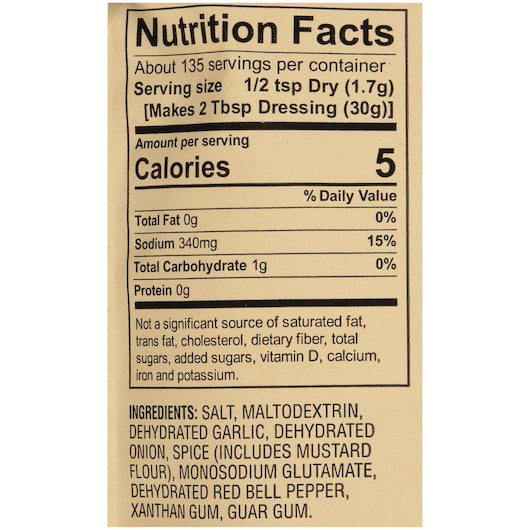 Nutrition Facts
About 135 servings per container
Serving size 1/2 tsp Dry (1.7g)
[Makes 2 Tbsp Dressing (30g)]
Amount per serving
Calories 5
% Daily Value
Total Fat 0g 0%
Sodium 340mg 15%
Total Carbohydrate 1g 0%
Protein 0g
Not a significant source of saturated fat,
trans fat, cholesterol, dietary fiber, total
sugars, added sugars, vitamin D, calcium,
iron and potassium.
INGREDIENTS: SALT, MALTODEXTRIN,
DEHYDRATED GARLIC, DEHYDRATED
ONION, SPICE (INCLUDES MUSTARD
FLOUR), MONOSODIUM GLUTAMATE,
DEHYDRATED RED BELL PEPPER,
XANTHAN GUM, GUAR GUM.